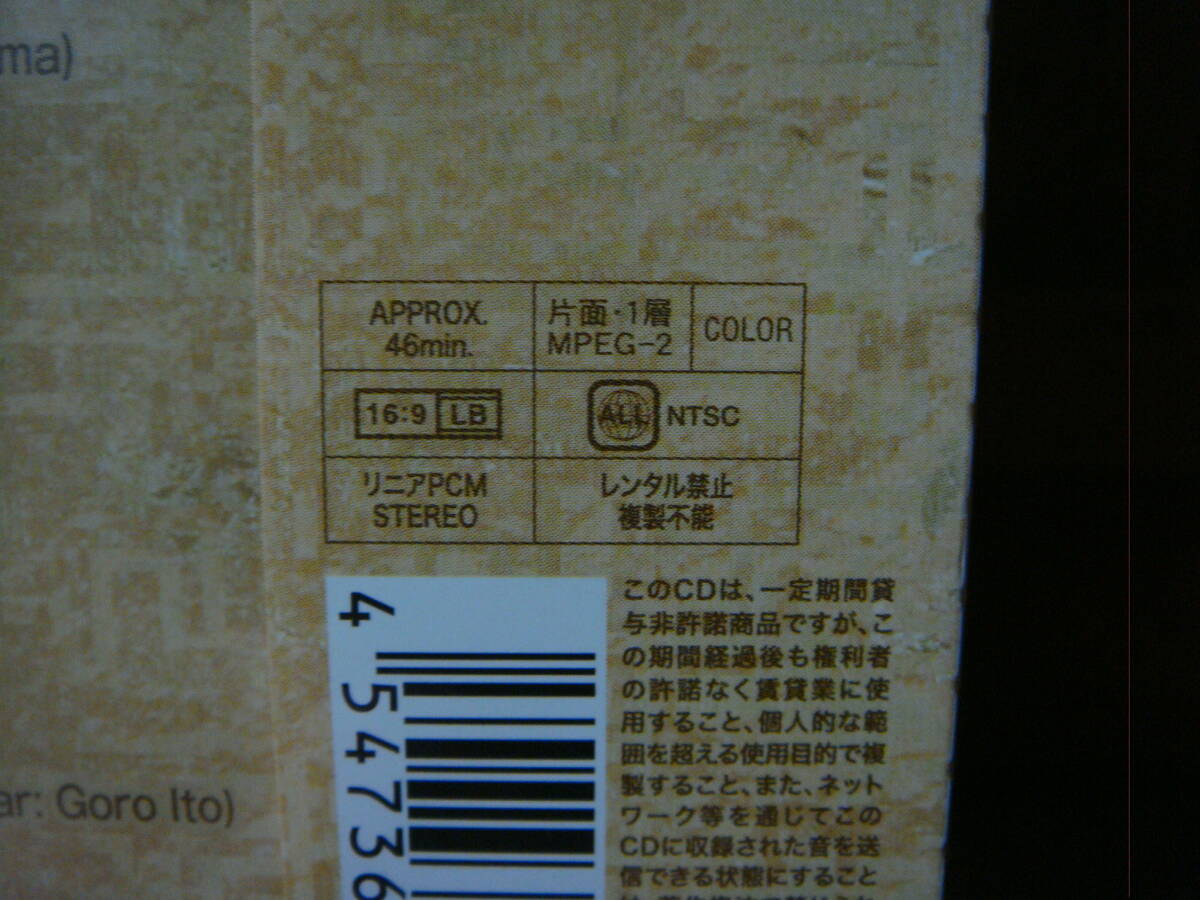 ma)
APPROX.
46min.
片面・1層
MPEG-2
COLOR
16:9 LB
ALL NTSC
リニアPCM
STEREO
レンタル禁止
複製不能
4 54736
このCDは、一定期間貸
与非許諾商品ですが、こ
の期間経過後も権利者
の許諾なく賃貸業に使
用すること、個人的な範
囲を超える使用目的で複
製すること、また、ネット
ワーク等を通じてこの
CDに収録された音を送
信できる状態にすること
ar: Goro Ito)